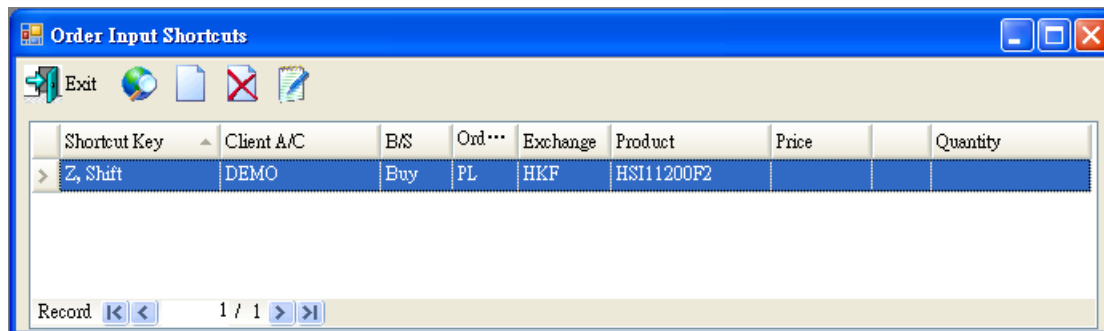 Order Input Shortcuts
Exit
Shortcut Key Client A/C B/S Ord... Exchange Product Price Quantity
Z, Shift DEMO Buy PL HKF HSI11200F2
Record 1 / 1